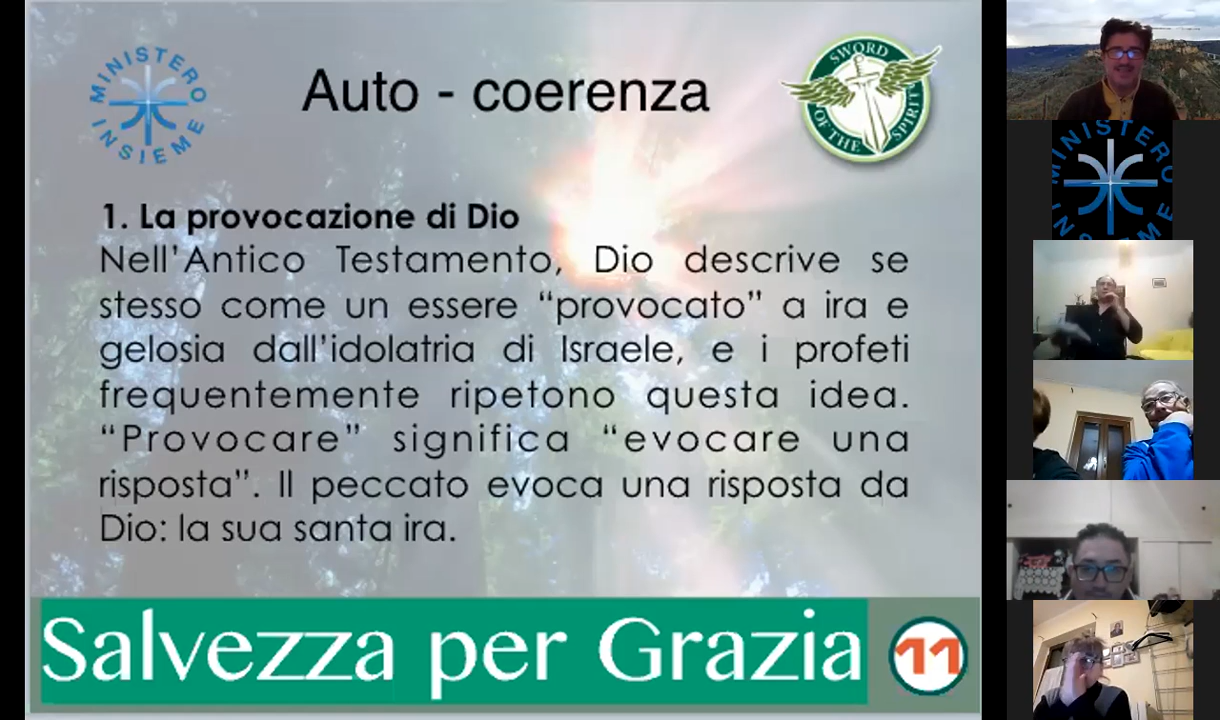 MINISTERO
INSIEME
Auto - coerenza
SWORD
OF THE SPIRIT
1. La provocazione di Dio
Nell’Antico Testamento, Dio descrive se
stesso come un essere “provocato” a ira e
gelosia dall’idolatria di Israele, e i profeti
frequentemente ripetono questa idea.
“Provocare” significa “evocare una
risposta”. Il peccato evoca una risposta da
Dio: la sua santa ira.
Salvezza per Grazia
11
MINISTERO
INSIEME